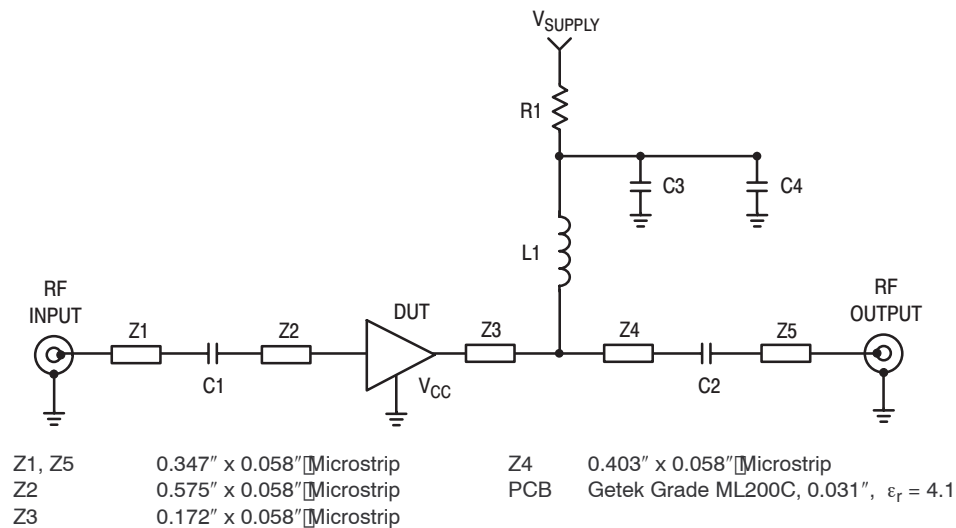 V_SUPPLY
R1
C3
C4
L1
RF
INPUT
RF
OUTPUT
DUT
Z1
Z2
Z3
Z4
Z5
C1
V_CC
C2
Z1, Z5 0.347″ x 0.058″ Microstrip
Z2 0.575″ x 0.058″ Microstrip
Z3 0.172″ x 0.058″ Microstrip
Z4 0.403″ x 0.058″ Microstrip
PCB Getek Grade ML200C, 0.031″, εr = 4.1